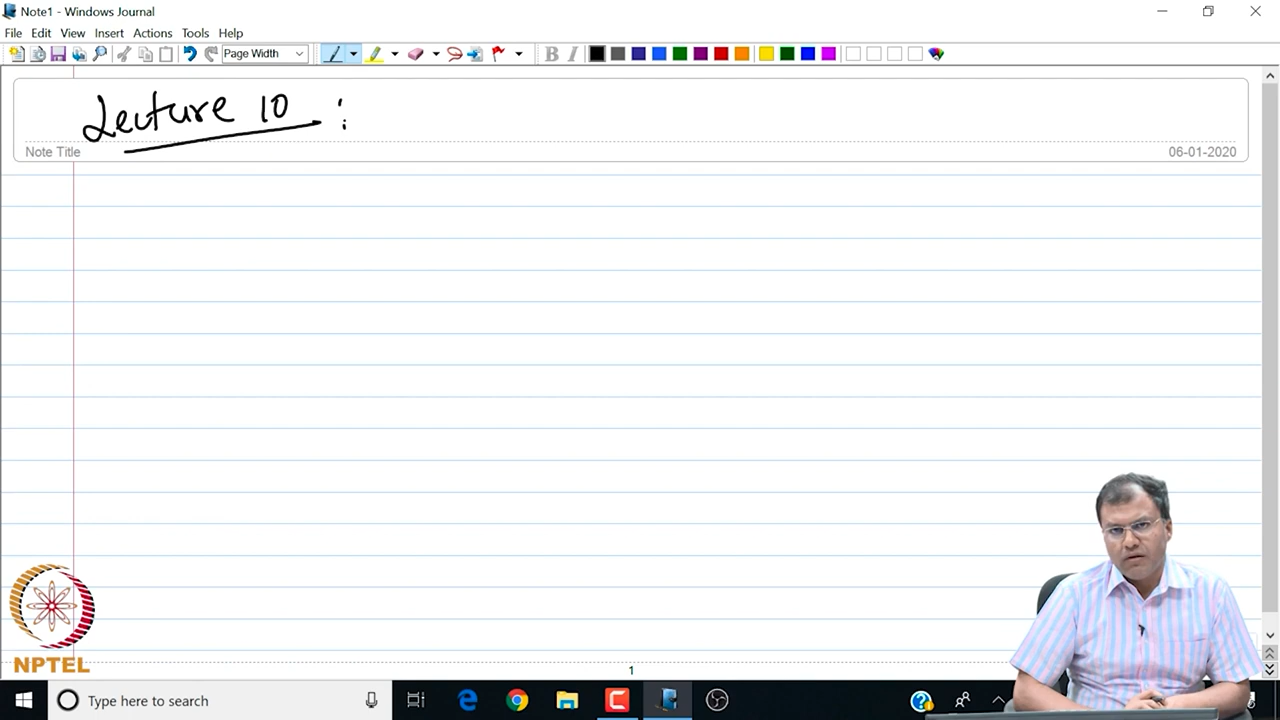 Note1 - Windows Journal
File Edit View Insert Actions Tools Help
Page Width
B I
Lecture 10 :
Note Title
06-01-2020
NPTEL
1
Type here to search